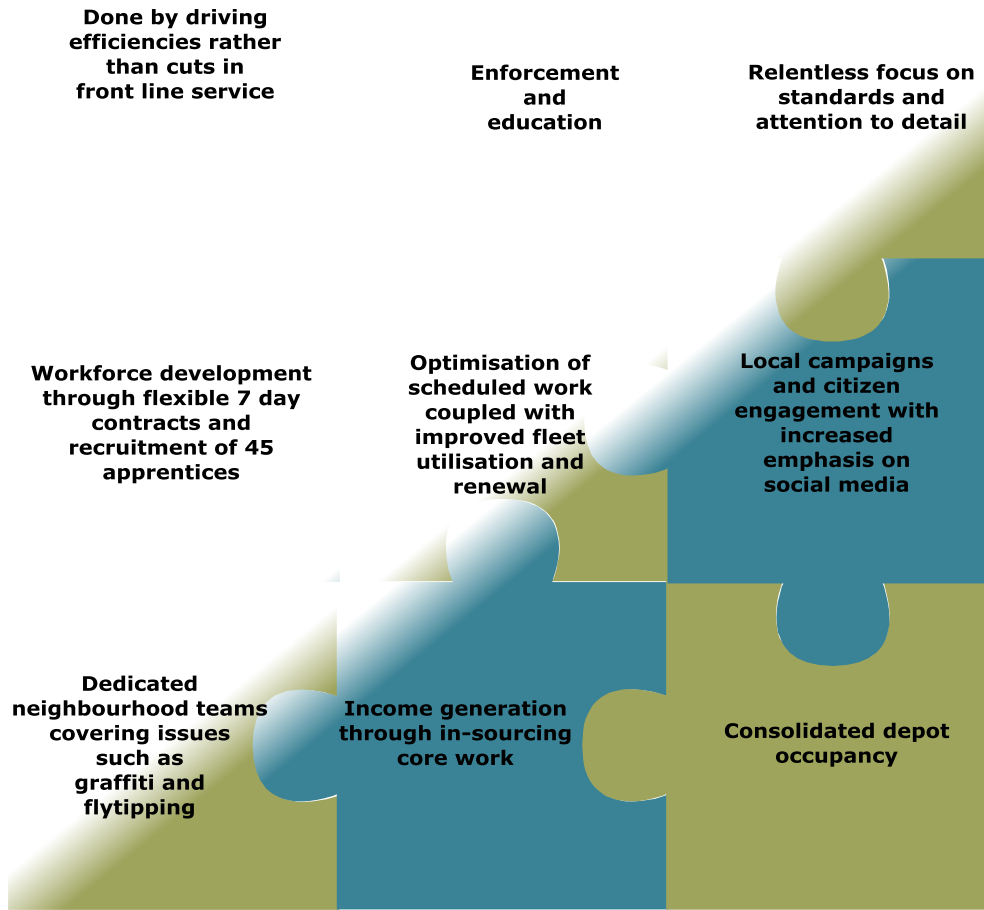 Done by driving
efficiencies rather
than cuts in
front line service
Enforcement
and
education
Relentless focus on
standards and
attention to detail
Workforce development
through flexible 7 day
contracts and
recruitment of 45
apprentices
Optimisation of
scheduled work
coupled with
improved fleet
utilisation and
renewal
Local campaigns
and citizen
engagement with
increased
emphasis on
social media
Dedicated
neighbourhood teams
covering issues
such as
graffiti and
flytipping
Income generation
through in-sourcing
core work
Consolidated depot
occupancy